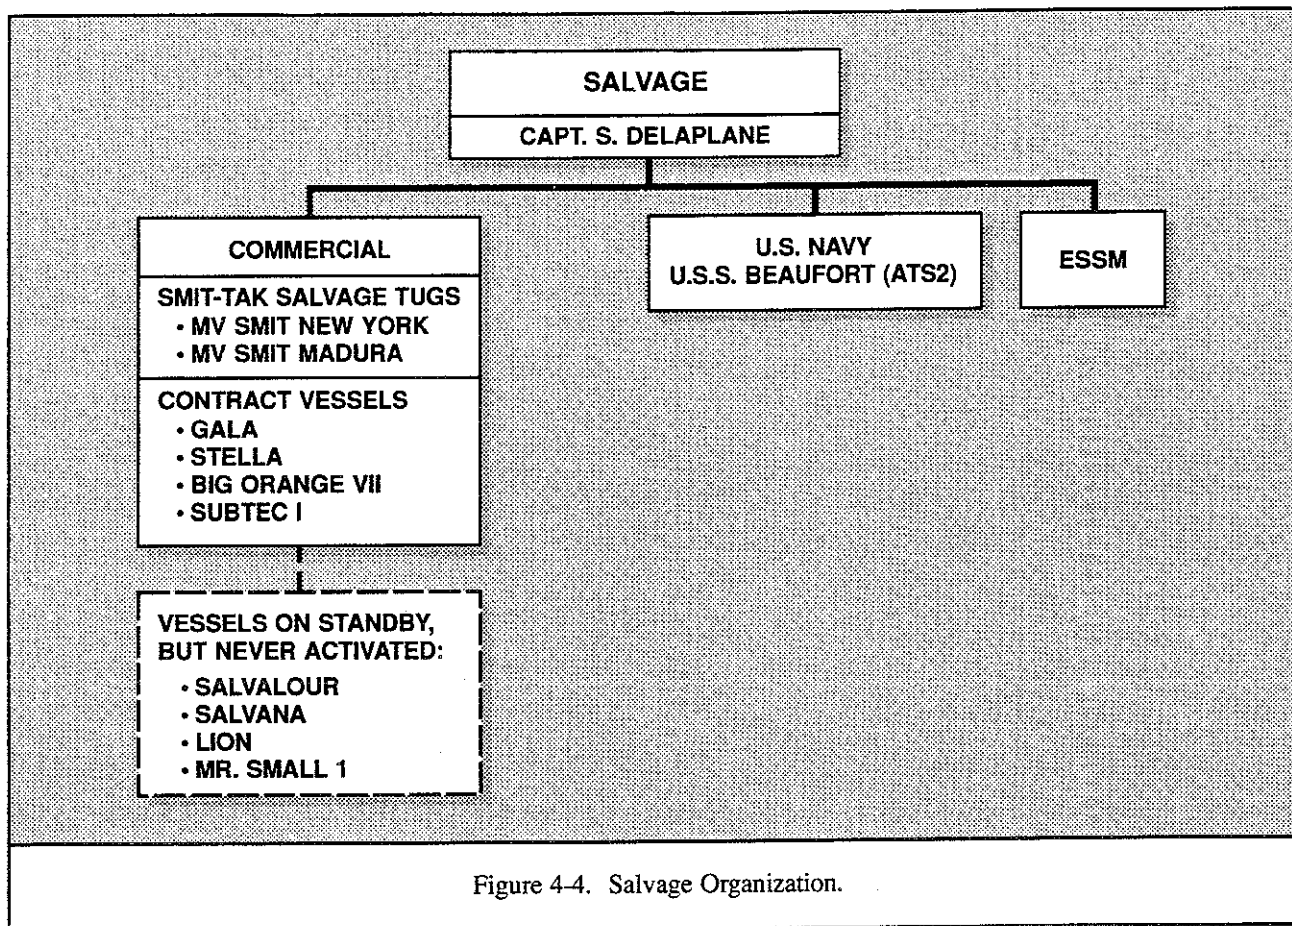 SALVAGE
CAPT. S. DELAPLANE
COMMERCIAL
SMIT-TAK SALVAGE TUGS
• MV SMIT NEW YORK
• MV SMIT MADURA
CONTRACT VESSELS
• GALA
• STELLA
• BIG ORANGE VII
• SUBTEC I
VESSELS ON STANDBY,
BUT NEVER ACTIVATED:
• SALVALOUR
• SALVANA
• LION
• MR. SMALL 1
U.S. NAVY
U.S.S. BEAUFORT (ATS2)
ESSM
Figure 4-4. Salvage Organization.